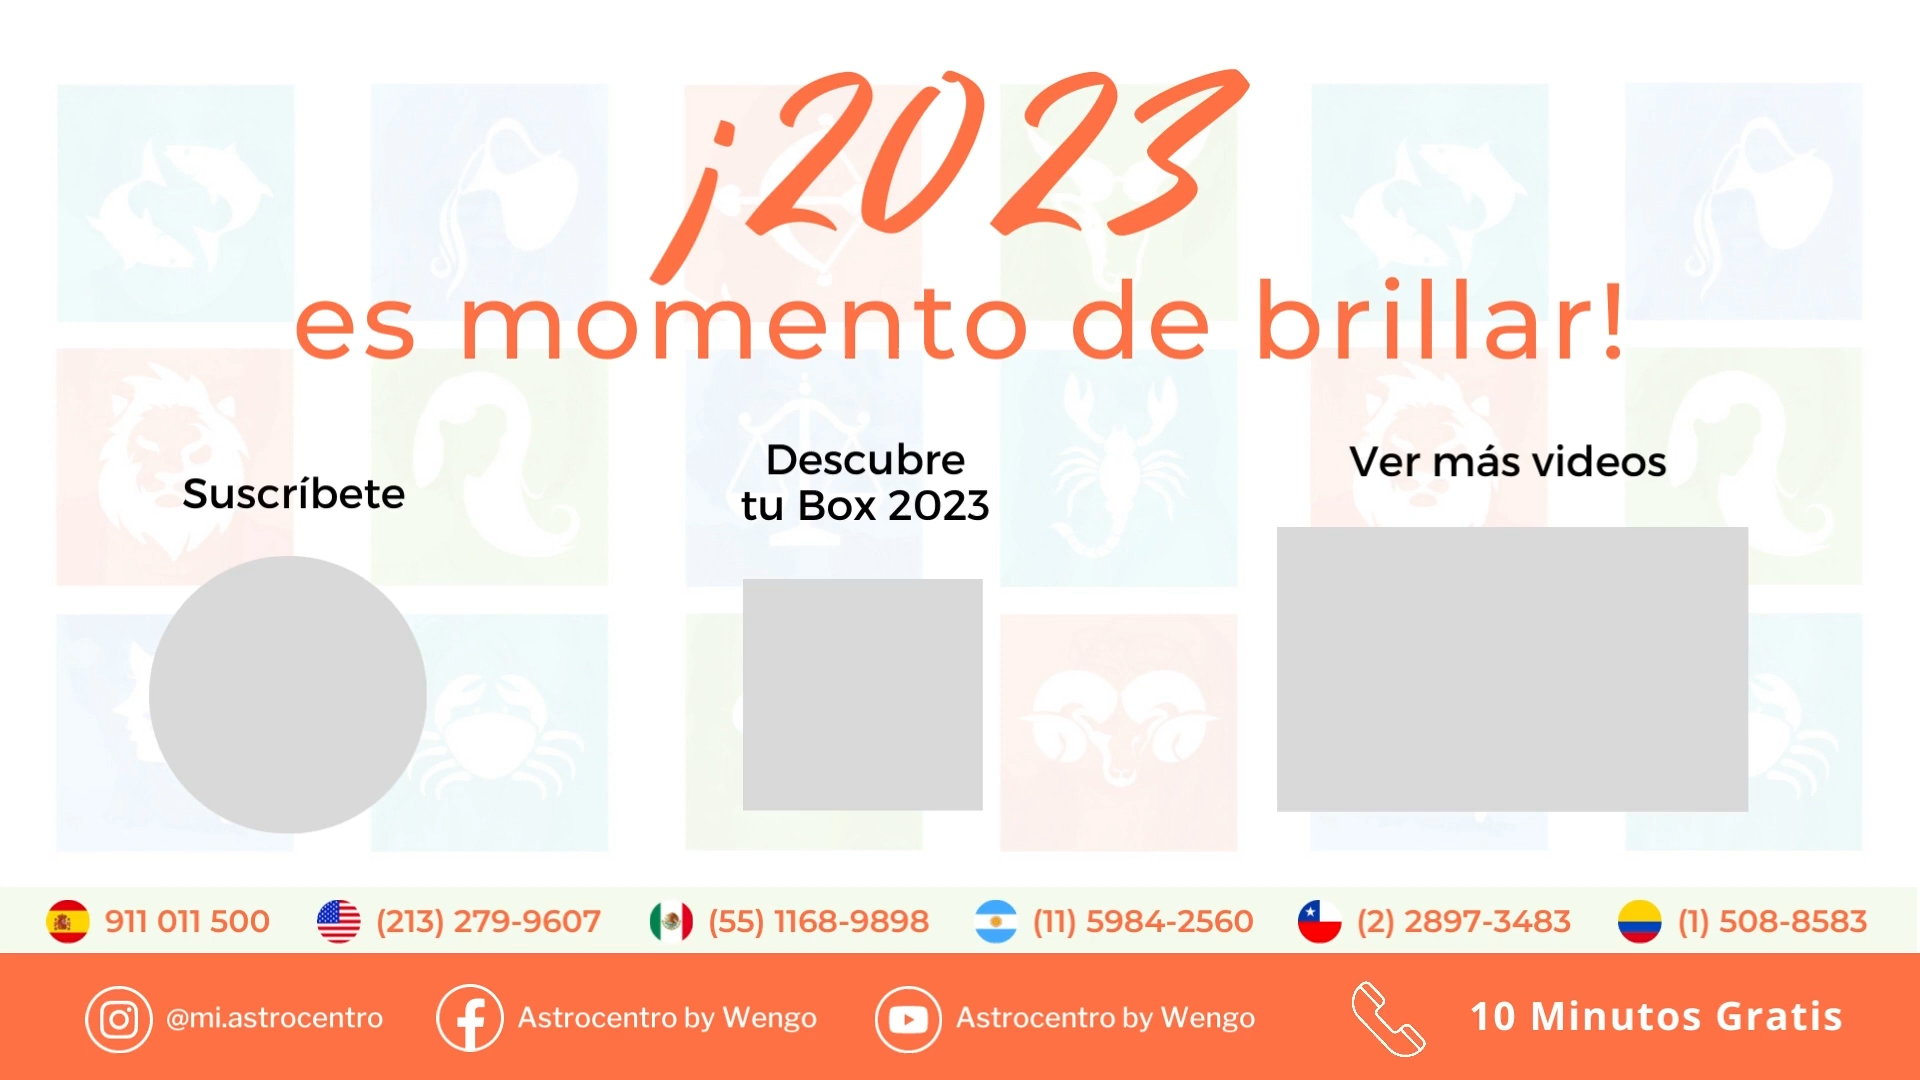 ¡2023
es momento de brillar!
Suscríbete
Descubre
tu Box 2023
Ver más videos
911 011 500
(213) 279-9607
(55) 1168-9898
(11) 5984-2560
(2) 2897-3483
(1) 508-8583
@mi.astrocentro
Astrocentro by Wengo
Astrocentro by Wengo
10 Minutos Gratis